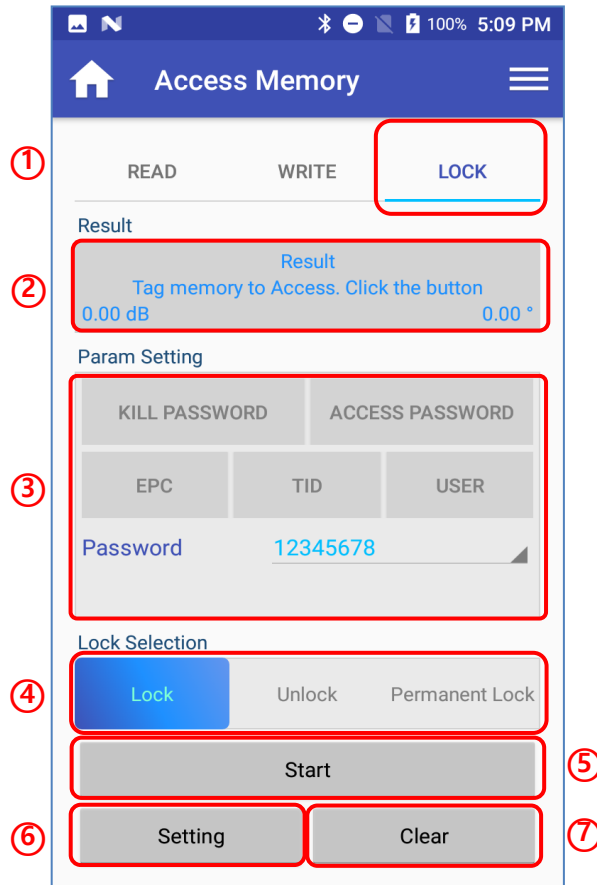 100% 5:09 PM
Access Memory
① READ WRITE LOCK
Result
Result
② Tag memory to Access. Click the button
0.00 dB 0.00 °
Param Setting
KILL PASSWORD ACCESS PASSWORD
③ EPC TID USER
Password 12345678
Lock Selection
④ Lock Unlock Permanent Lock
Start ⑤
⑥ Setting Clear ⑦